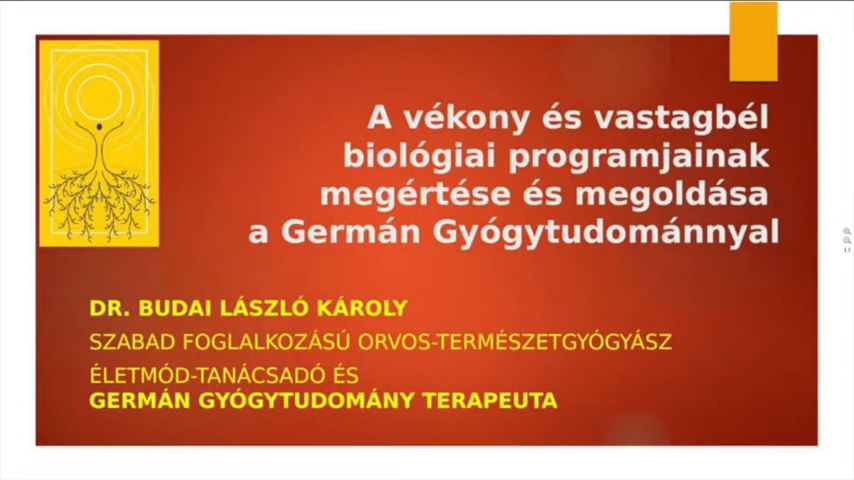 A vékony és vastagbél
biológiai programjainak
megértése és megoldása
a Germán Gyógytudománnyal
DR. BUDAI LÁSZLÓ KÁROLY
SZABAD FOGLALKOZÁSÚ ORVOS-TERMÉSZETGYÓGYÁSZ
ÉLETMÓD-TANÁCSADÓ ÉS
GERMÁN GYÓGYTUDOMÁNY TERAPEUTA